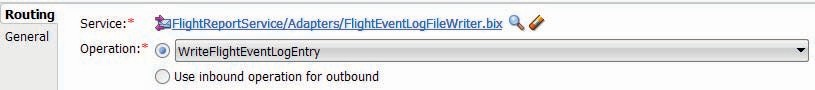 Routing
General
Service:* FlightReportService/Adapters/FlightEventLogFileWriter.bix
Operation:* WriteFlightEventLogEntry
Use inbound operation for outbound